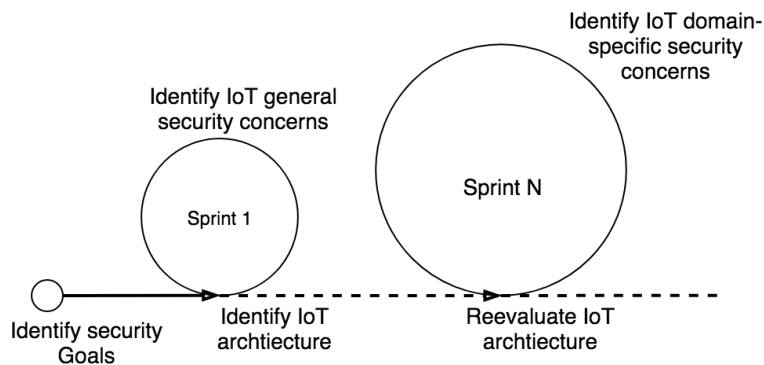 Identify IoT domain-
specific security
concerns
Identify IoT general
security concerns
Sprint 1
Sprint N
Identify security
Goals
Identify IoT
archtiecture
Reevaluate IoT
archtiecture